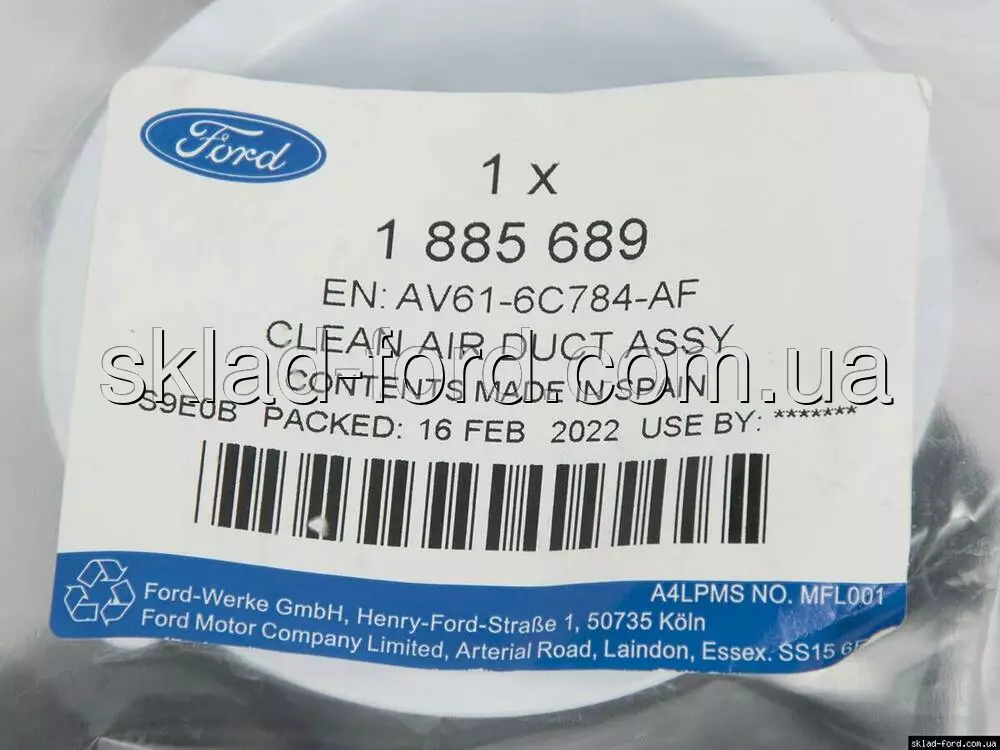 Ford
1 x
1 885 689
EN: AV61-6C784-AF
CLEAN AIR DUCT ASSY
sklad-ford.com.ua
CONTENTS MADE IN SPAIN
S9E0B PACKED: 16 FEB 2022 USE BY: *******
A4LPMS NO. MFL001
Ford-Werke GmbH, Henry-Ford-Straße 1, 50735 Köln
Ford Motor Company Limited, Arterial Road, Laindon, Essex. SS15
sklad-ford.com.ua